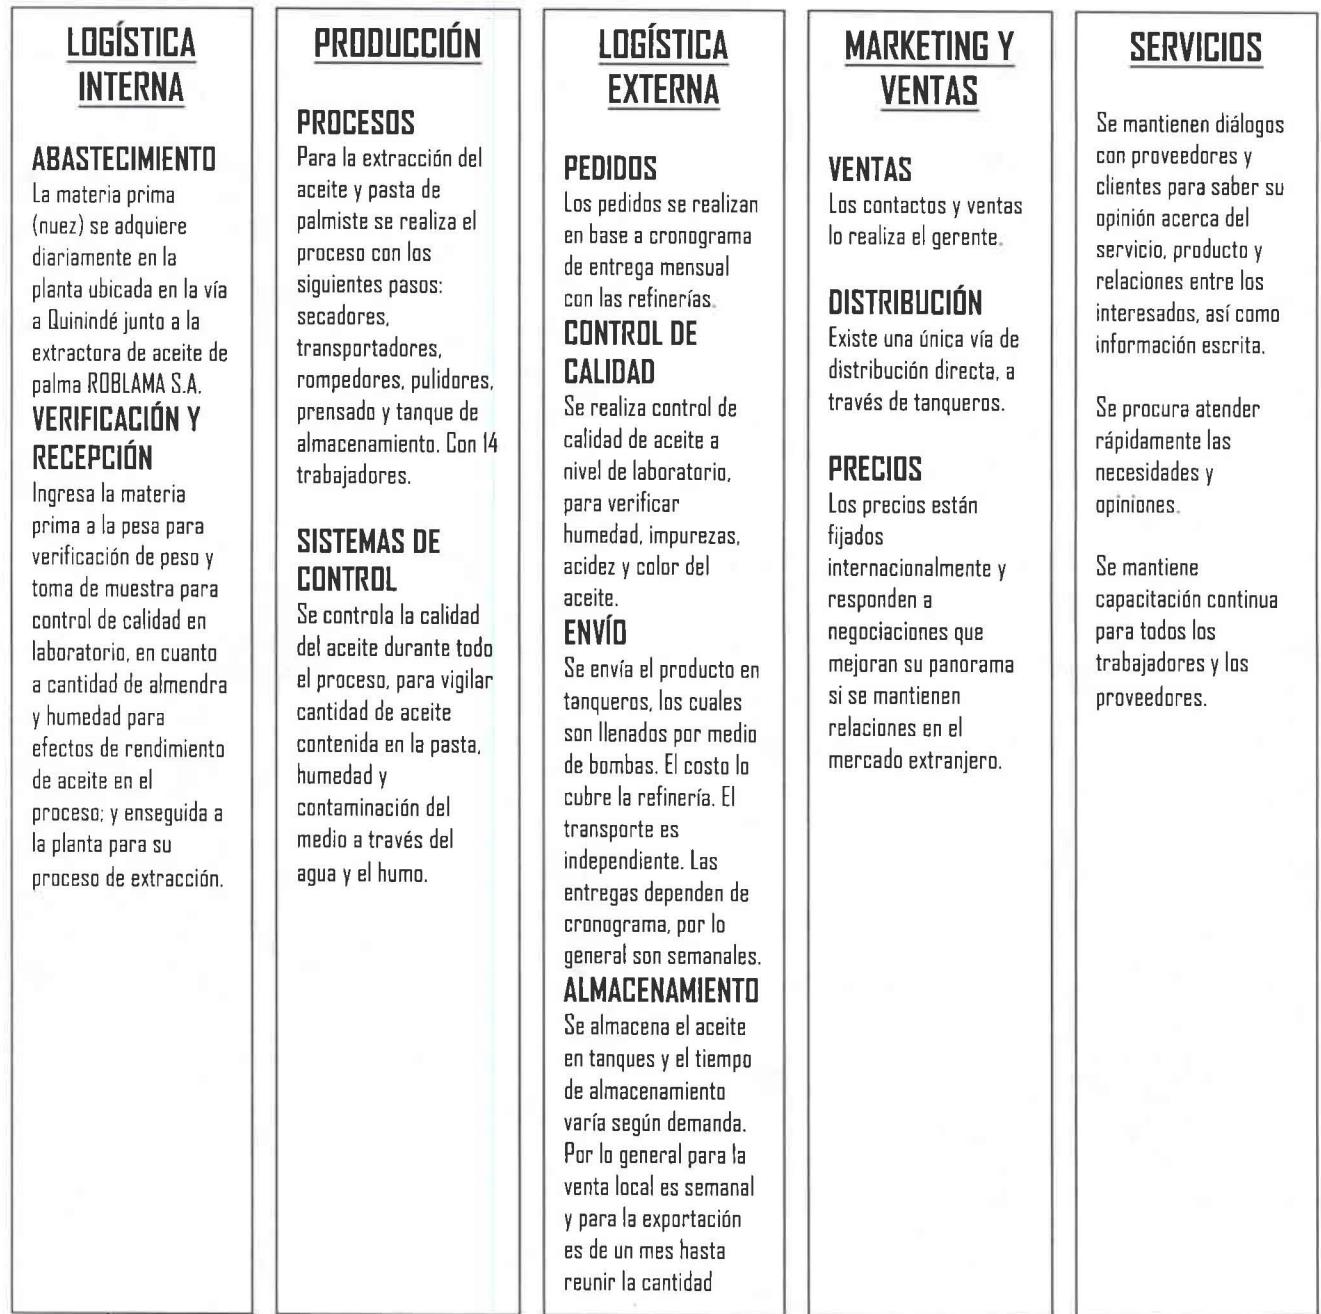 LOGÍSTICA
INTERNA
ABASTECIMIENTO
La materia prima
(nuez) se adquiere
diariamente en la
planta ubicada en la vía
a Quinindé junto a la
extractora de aceite de
palma ROBLAMA S.A.
VERIFICACIÓN Y
RECEPCIÓN
Ingresa la materia
prima a la pesa para
verificación de peso y
toma de muestra para
control de calidad en
laboratorio, en cuanto
a cantidad de almendra
y humedad para
efectos de rendimiento
de aceite en el
proceso; y enseguida a
la planta para su
proceso de extracción.
PRODUCCIÓN
PROCESOS
Para la extracción del
aceite y pasta de
palmiste se realiza el
proceso con los
siguientes pasos:
secadores,
transportadores,
rompedores, pulidores,
prensado y tanque de
almacenamiento. Con 14
trabajadores.
SISTEMAS DE
CONTROL
Se controla la calidad
del aceite durante todo
el proceso, para vigilar
cantidad de aceite
contenida en la pasta,
humedad y
contaminación del
medio a través del
agua y el humo.
LOGÍSTICA
EXTERNA
PEDIDOS
Los pedidos se realizan
en base a cronograma
de entrega mensual
con las refinerías.
CONTROL DE
CALIDAD
Se realiza control de
calidad de aceite a
nivel de laboratorio,
para verificar
humedad, impurezas,
acidez y color del
aceite.
ENVÍO
Se envía el producto en
tanqueros, los cuales
son llenados por medio
de bombas. El costo lo
cubre la refinería. El
transporte es
independiente. Las
entregas dependen de
cronograma, por lo
general son semanales.
ALMACENAMIENTO
Se almacena el aceite
en tanques y el tiempo
de almacenamiento
varía según demanda.
Por lo general para la
venta local es semanal
y para la exportación
es de un mes hasta
reunir la cantidad
MARKETING Y
VENTAS
VENTAS
Los contactos y ventas
lo realiza el gerente.
DISTRIBUCIÓN
Existe una única vía de
distribución directa, a
través de tanqueros.
PRECIOS
Los precios están
fijados
internacionalmente y
responden a
negociaciones que
mejoran su panorama
si se mantienen
relaciones en el
mercado extranjero.
SERVICIOS
Se mantienen diálogos
con proveedores y
clientes para saber su
opinión acerca del
servicio, producto y
relaciones entre los
interesados, así como
información escrita.
Se procura atender
rápidamente las
necesidades y
opiniones.
Se mantiene
capacitación continua
para todos los
trabajadores y los
proveedores.